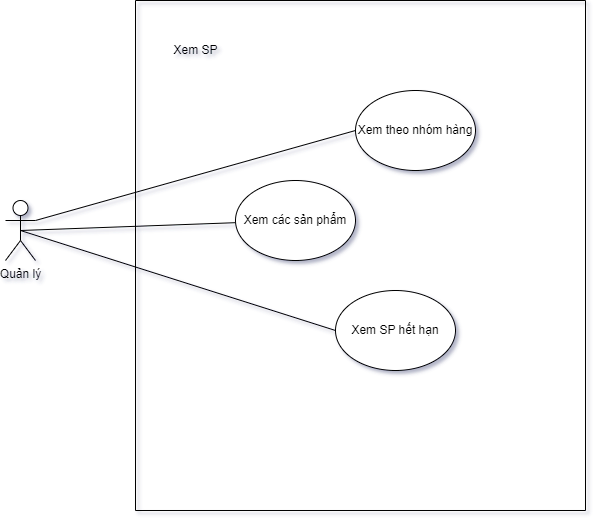 Xem SP
Xem theo nhóm hàng
Xem các sản phẩm
Quản lý
Xem SP hết hạn